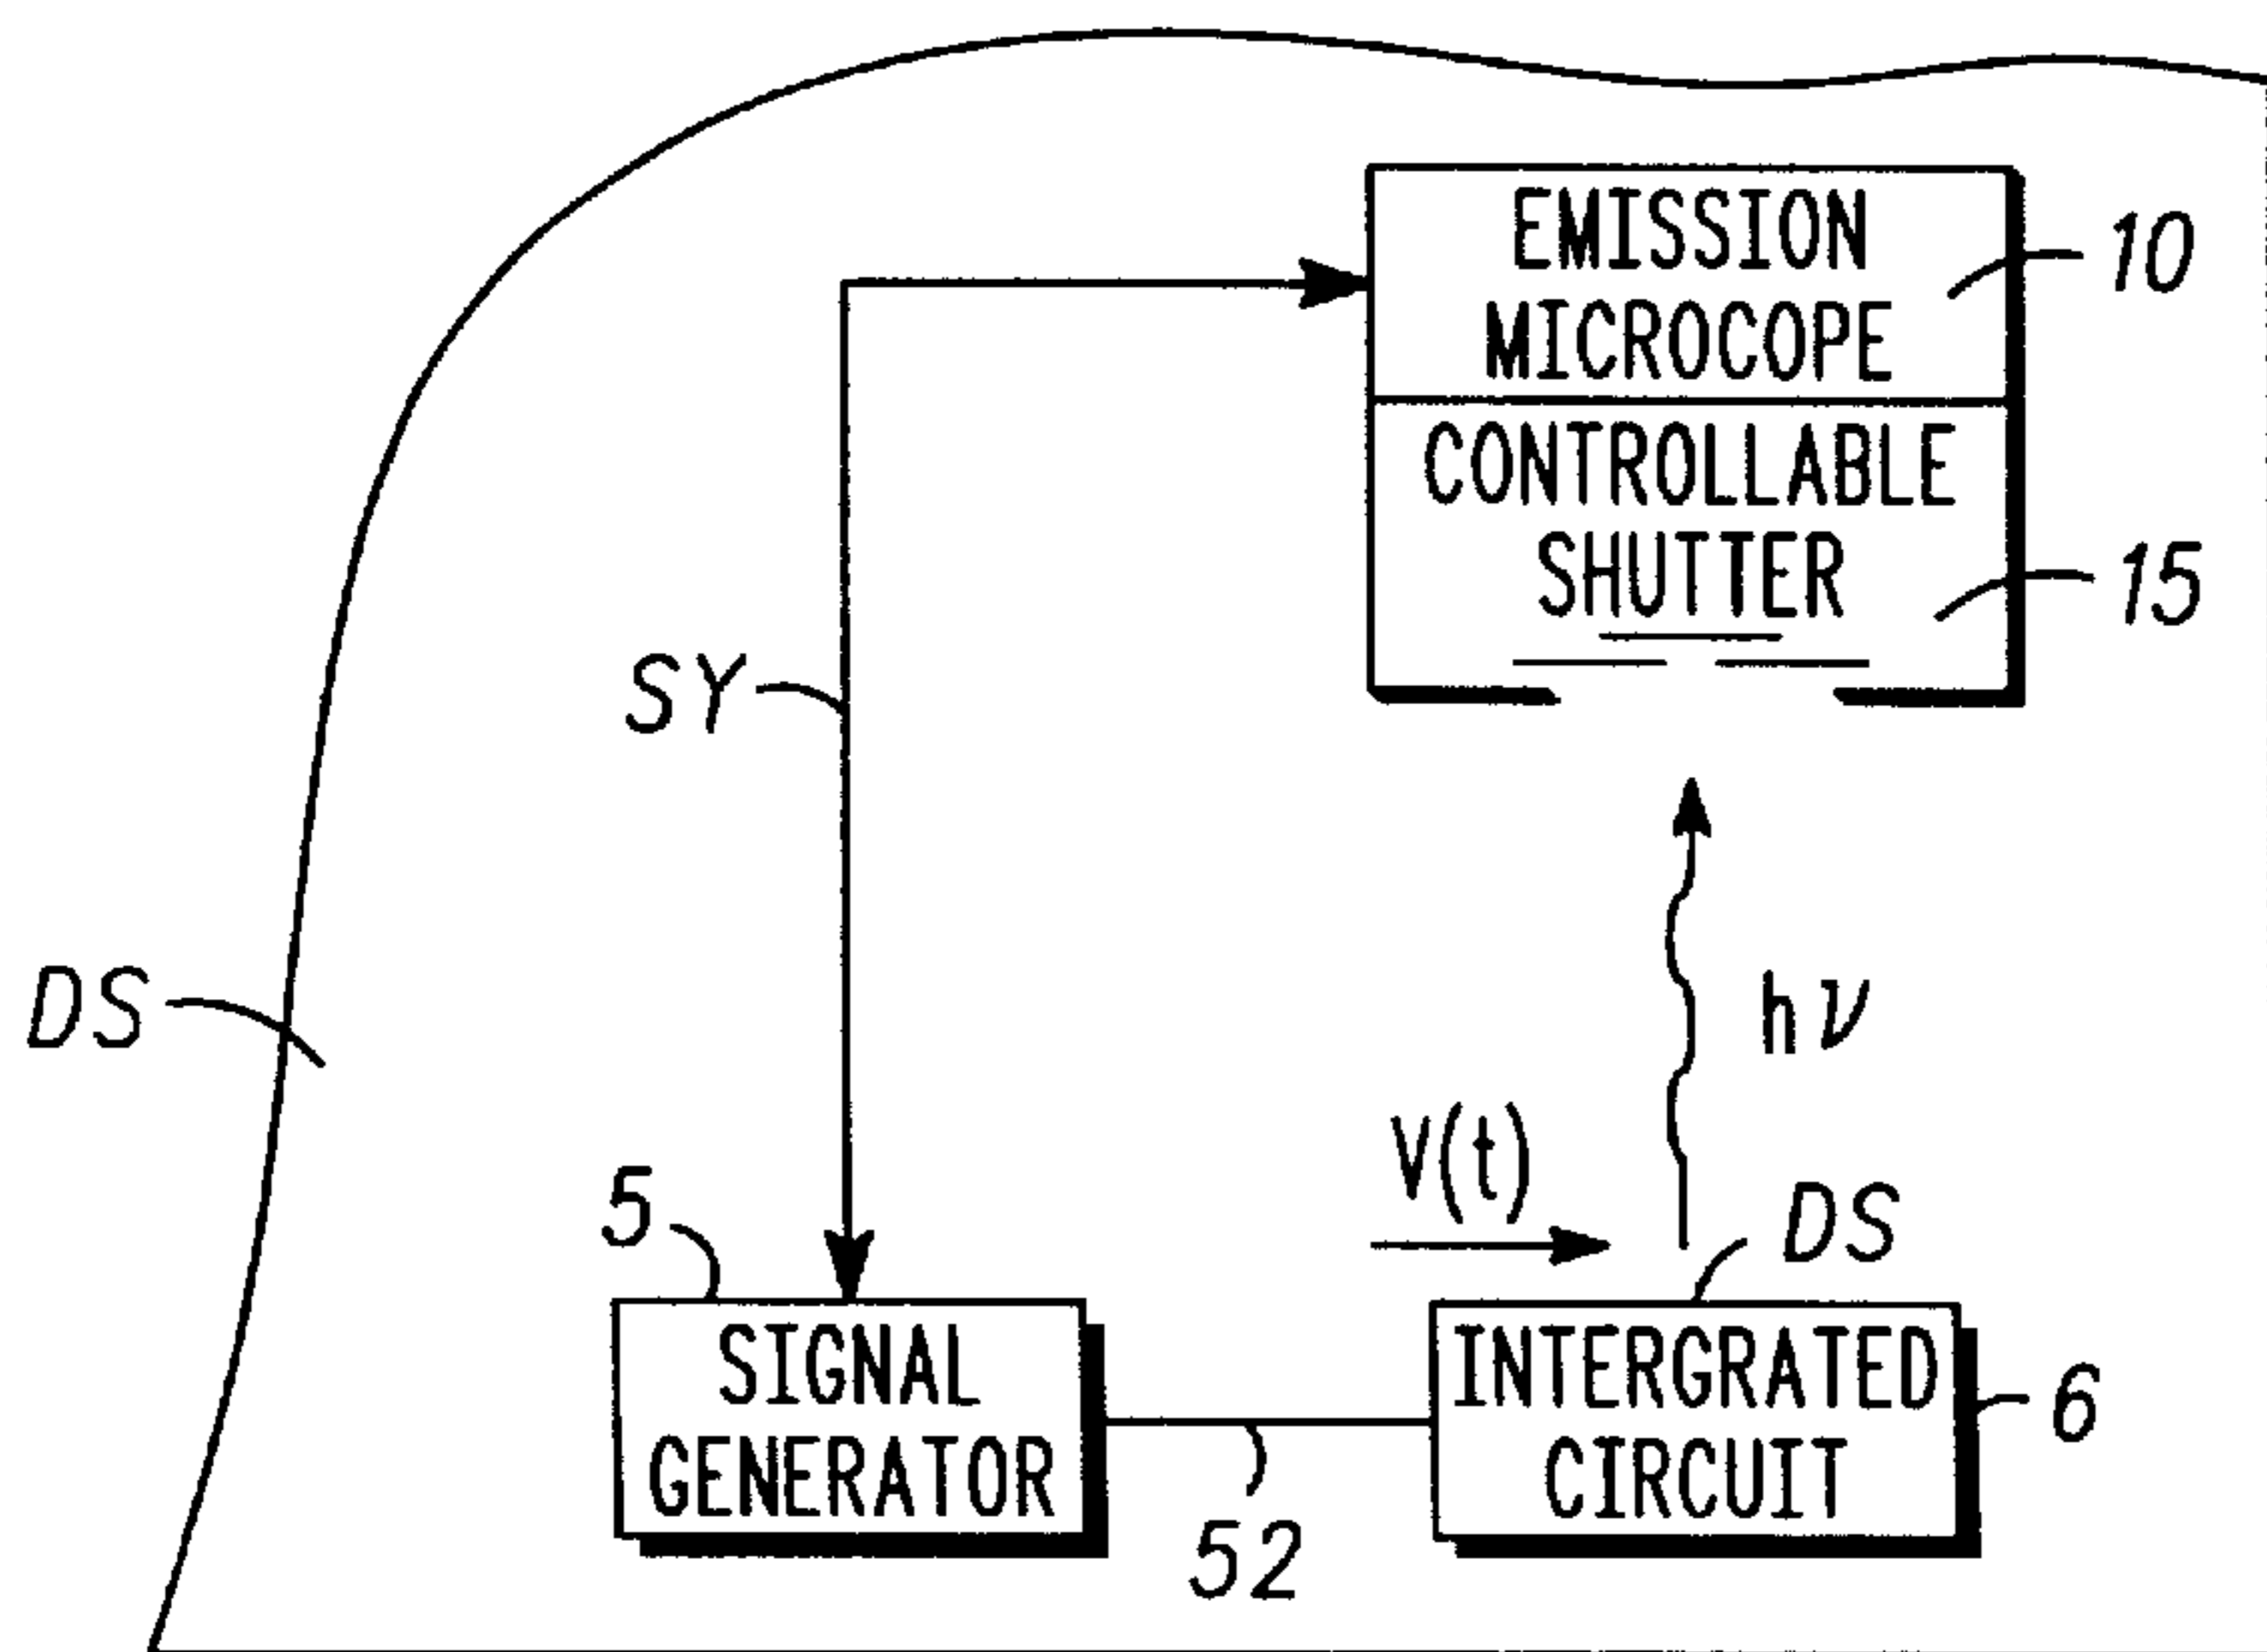 EMISSION
MICROCOPE
10
CONTROLLABLE
SHUTTER
15
SY
DS
hν
V(t)
5
DS
SIGNAL
GENERATOR
INTERGRATED
CIRCUIT
6
52